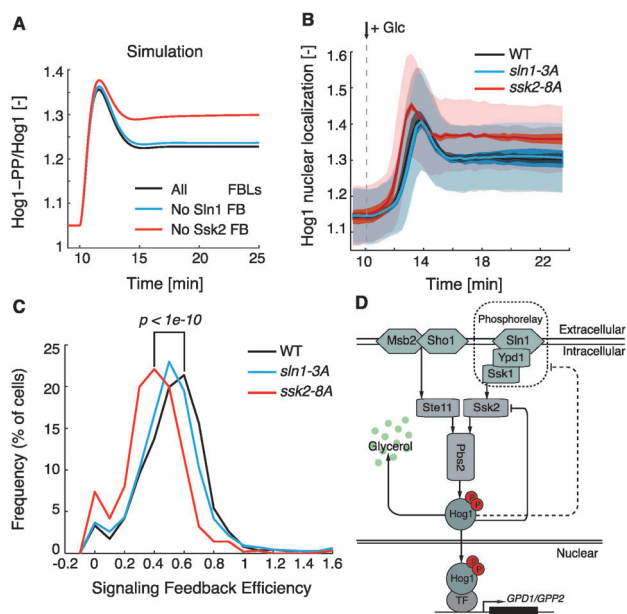 A
Simulation
Hog1–PP/Hog1 [-]
1.4
1.3
1.2
1.1
1
10
15
20
25
All FBLs
No Sln1 FB
No Ssk2 FB
Time [min]
B
+ Glc
Hog1 nuclear localization [-]
1.6
1.5
1.4
1.3
1.2
1.1
10
14
18
22
WT
sln1-3A
ssk2-8A
Time [min]
C
p < 1e-10
Frequency (% of cells)
25
20
15
10
5
0
-0.2
0
0.2
0.4
0.6
0.8
1
1.2
1.4
1.6
WT
sln1-3A
ssk2-8A
Signaling Feedback Efficiency
D
Phosphorelay
Extracellular
Intracellular
Msb2
Sho1
Sln1
Ypd1
Ssk1
Ste11
Ssk2
Glycerol
Pbs2
P
P
Hog1
Nuclear
P
P
Hog1
TF
GPD1/GPP2